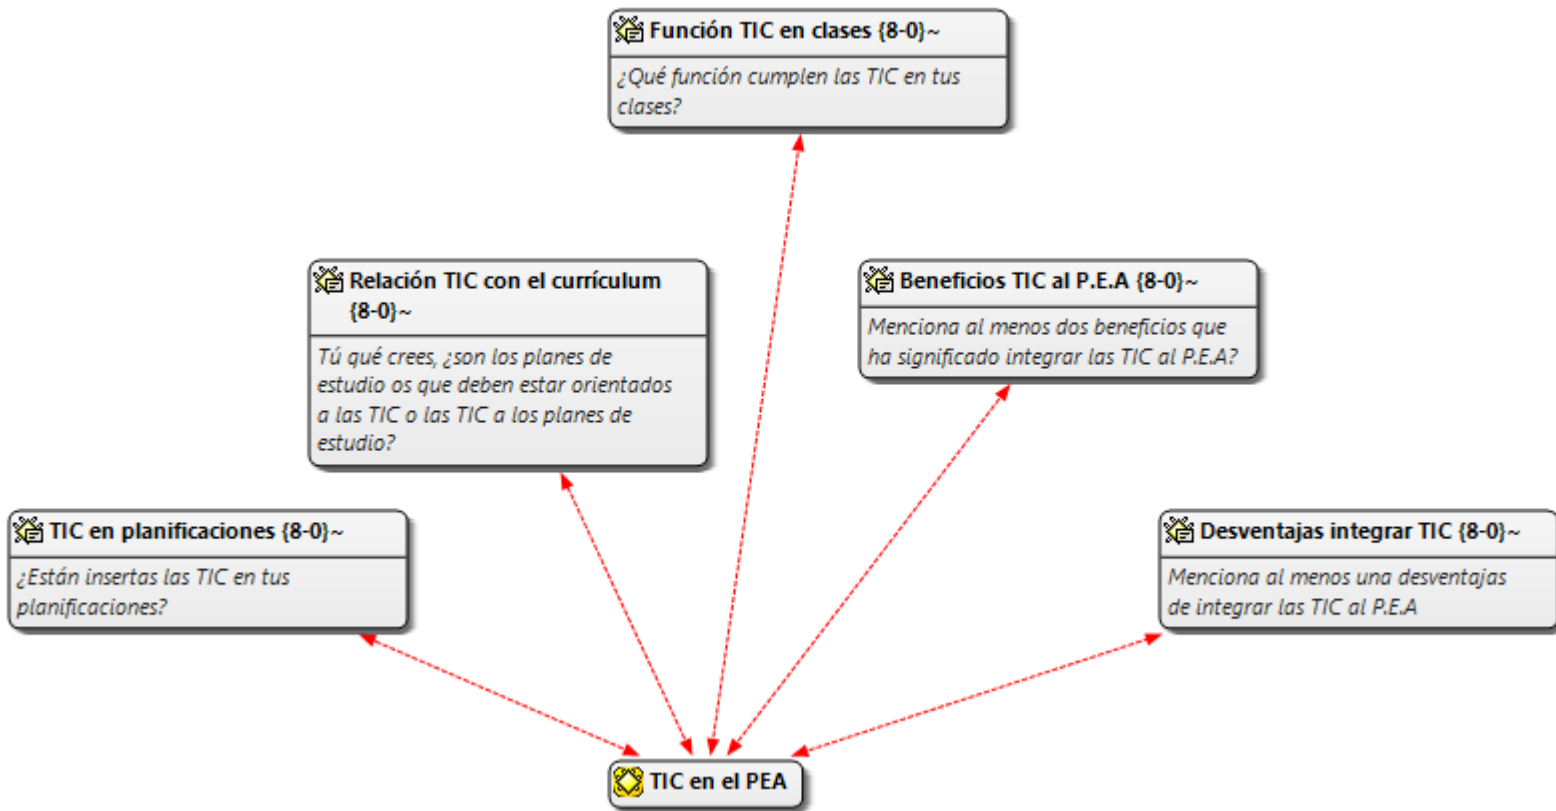 Función TIC en clases {8-0}~
¿Qué función cumplen las TIC en tus
clases?
Relación TIC con el currículum
{8-0}~
Tú qué crees, ¿son los planes de
estudio os que deben estar orientados
a las TIC o las TIC a los planes de
estudio?
Beneficios TIC al P.E.A {8-0}~
Menciona al menos dos beneficios que
ha significado integrar las TIC al P.E.A?
TIC en planificaciones {8-0}~
¿Están insertas las TIC en tus
planificaciones?
Desventajas integrar TIC {8-0}~
Menciona al menos una desventajas
de integrar las TIC al P.E.A
TIC en el PEA